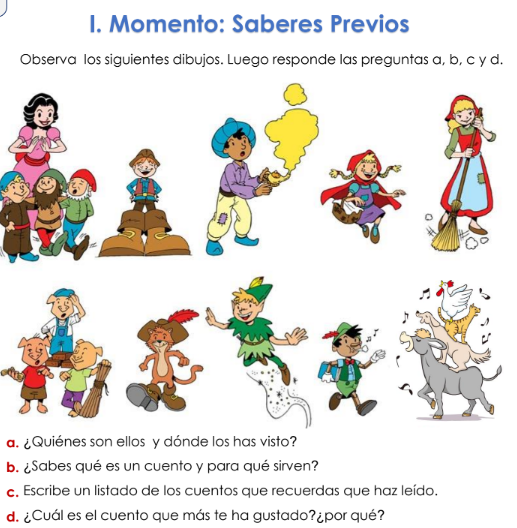 I. Momento: Saberes Previos
Observa los siguientes dibujos. Luego responde las preguntas a, b, c y d.
a. ¿Quiénes son ellos y dónde los has visto?
b. ¿Sabes qué es un cuento y para qué sirven?
c. Escribe un listado de los cuentos que recuerdas que haz leído.
d. ¿Cuál es el cuento que más te ha gustado?¿por qué?